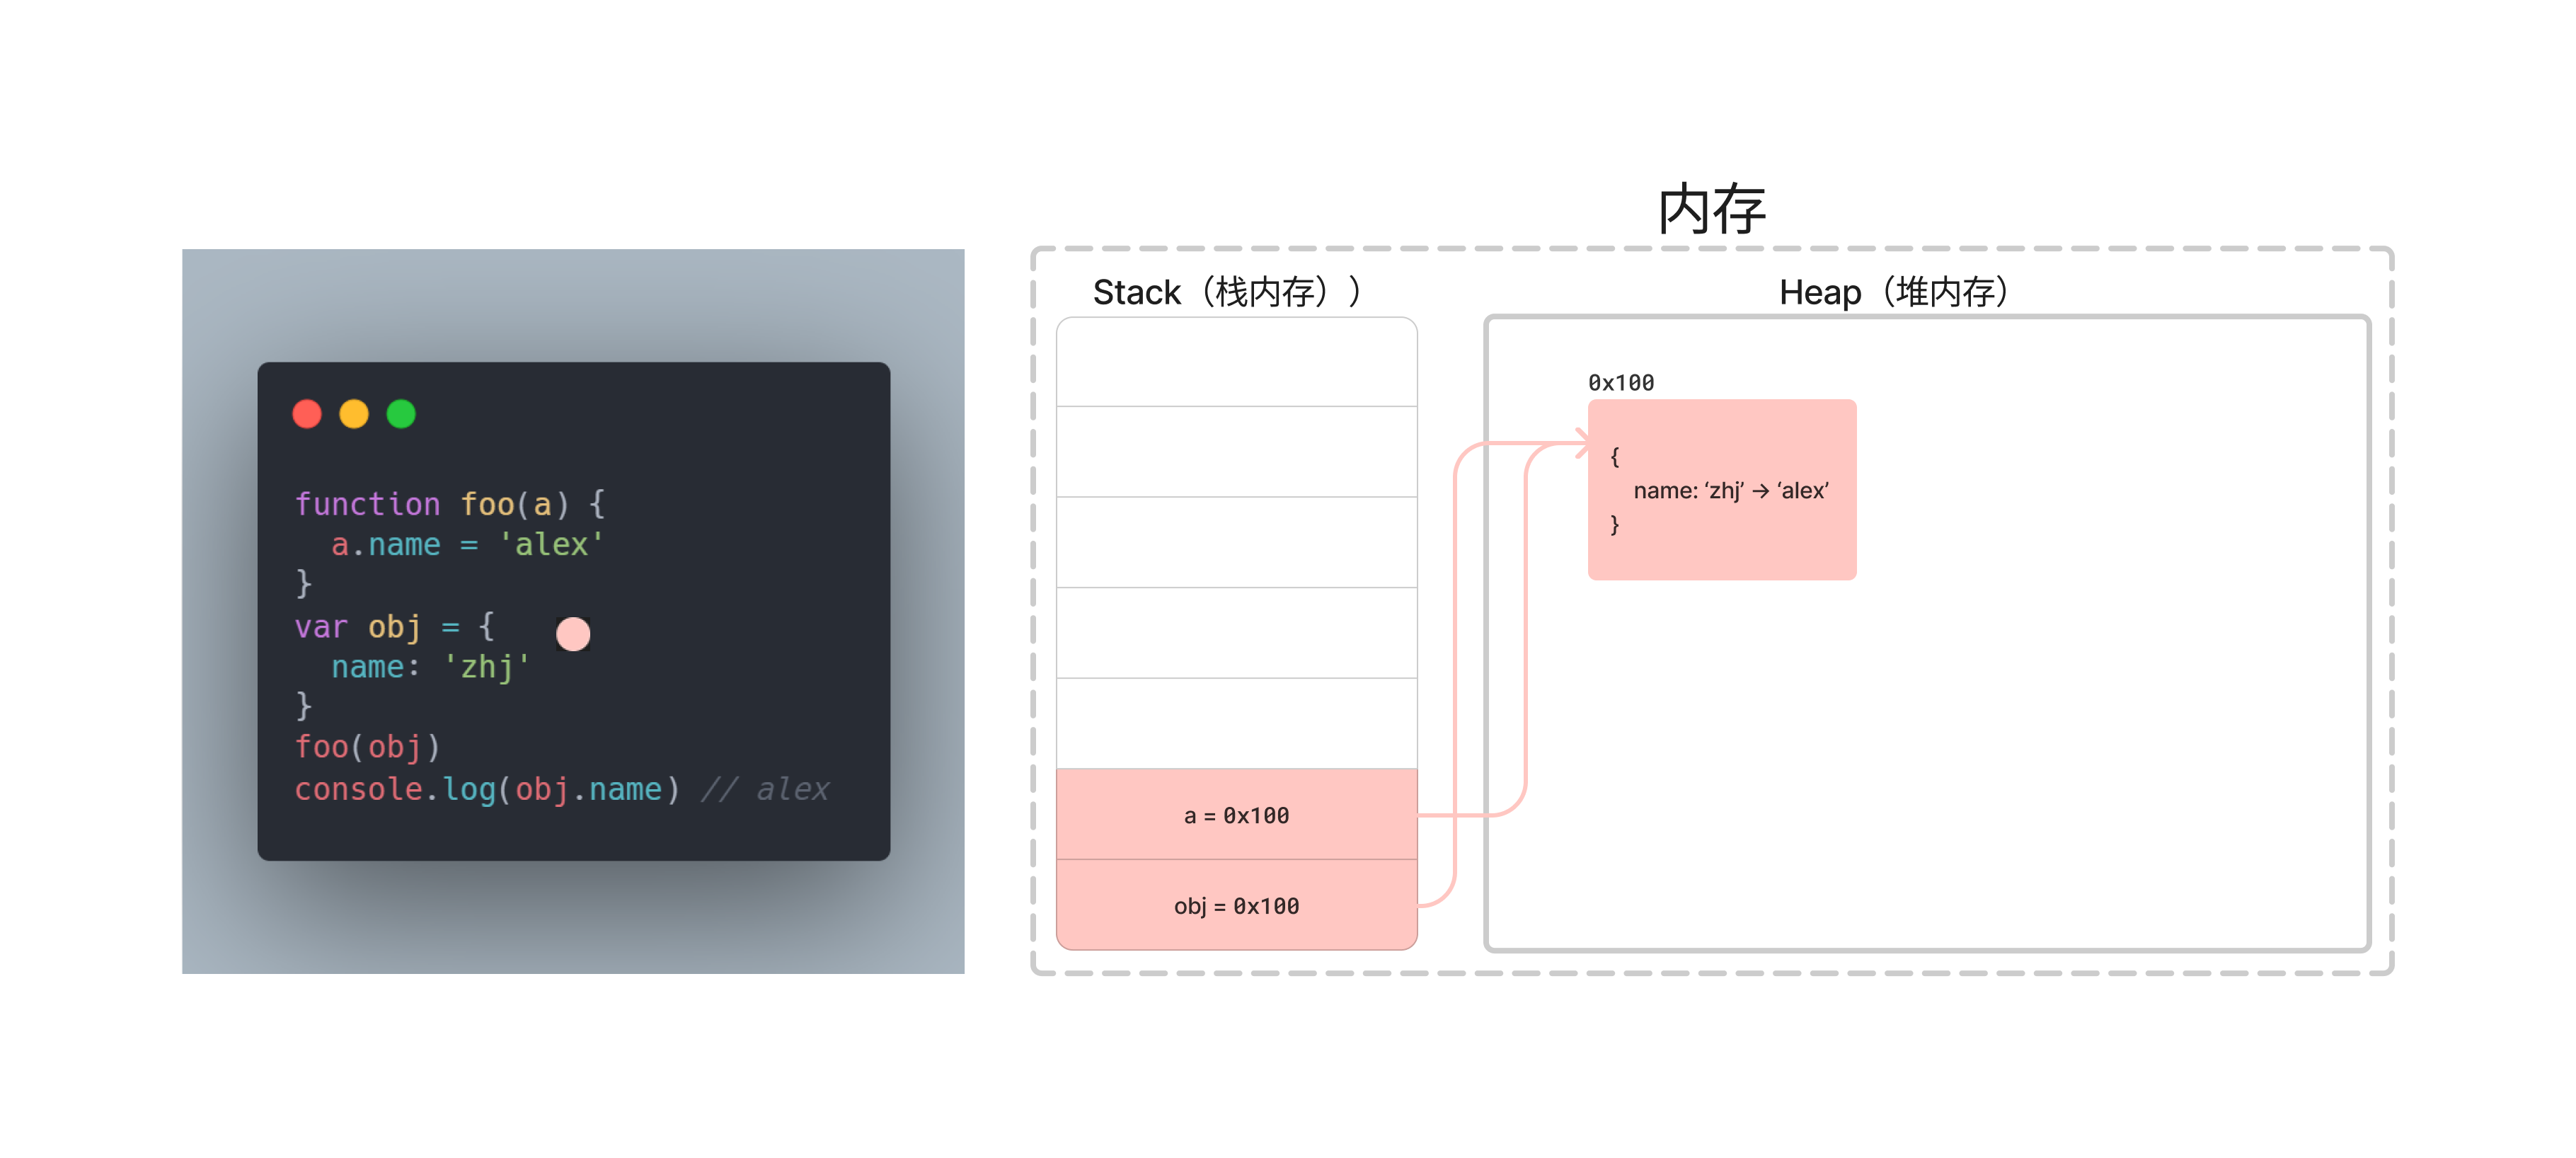 function foo(a) {
  a.name = 'alex'
}
var obj = {
  name: 'zhj'
}
foo(obj)
console.log(obj.name) // alex
内存
Stack（栈内存））
a = 0x100
obj = 0x100
Heap（堆内存）
0x100
{
name: ‘zhj’ → ‘alex’
}